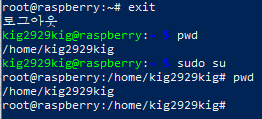 root@raspberry:~# exit
로그아웃
kig2929kig@raspberry:~ $ pwd
/home/kig2929kig
kig2929kig@raspberry:~ $ sudo su
root@raspberry:/home/kig2929kig# pwd
/home/kig2929kig
root@raspberry:/home/kig2929kig#